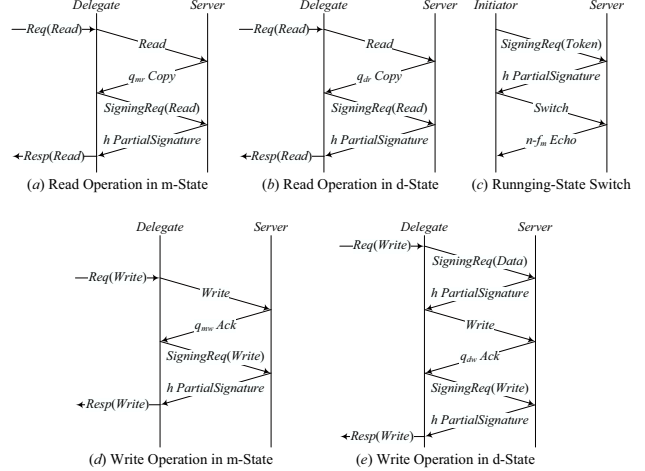 Delegate Server
Req(Read)
Read
q_mr Copy
SigningReq(Read)
h PartialSignature
Resp(Read)
(a) Read Operation in m-State
Delegate Server
Req(Read)
Read
q_dr Copy
SigningReq(Read)
h PartialSignature
Resp(Read)
(b) Read Operation in d-State
Initiator Server
SigningReq(Token)
h PartialSignature
Switch
n-f_m Echo
(c) Runnging-State Switch
Delegate Server
Req(Write)
Write
q_mw Ack
SigningReq(Write)
h PartialSignature
Resp(Write)
(d) Write Operation in m-State
Delegate Server
Req(Write)
SigningReq(Data)
h PartialSignature
Write
q_dw Ack
SigningReq(Write)
h PartialSignature
Resp(Write)
(e) Write Operation in d-State